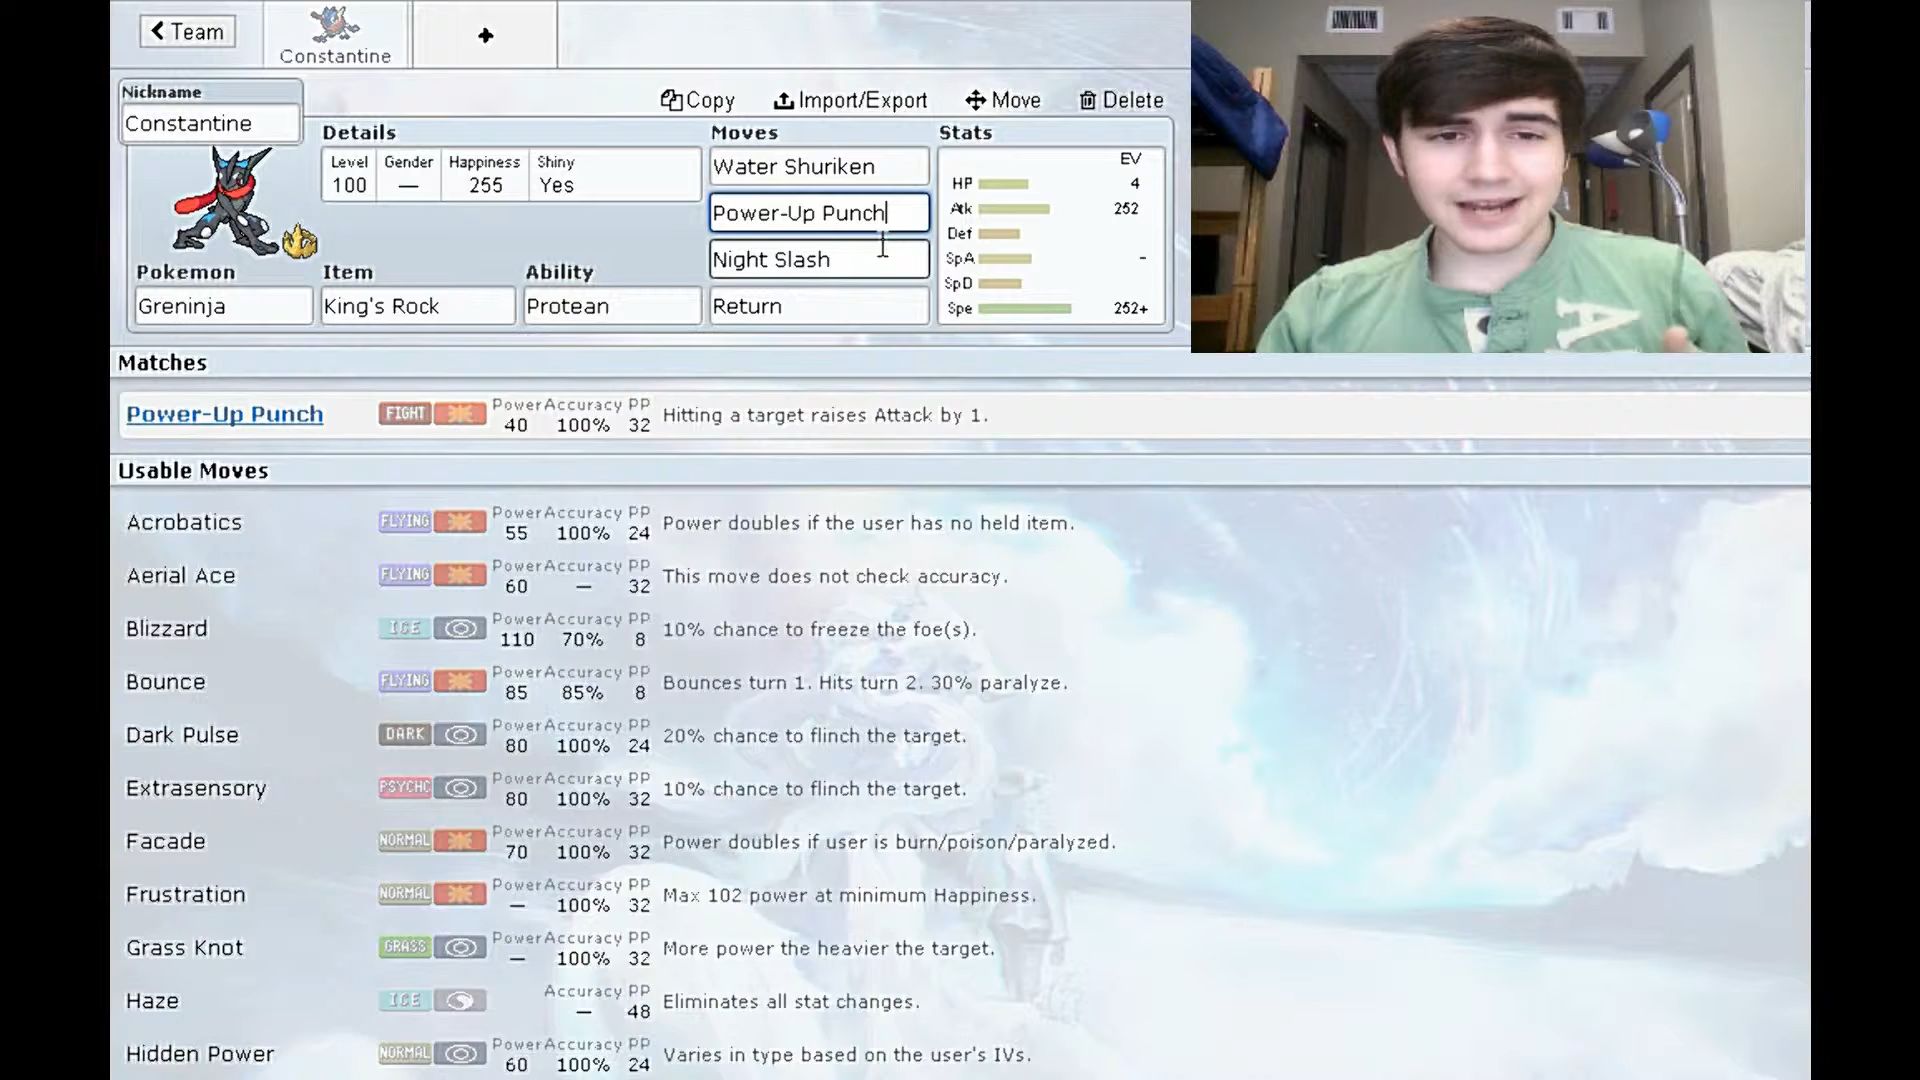 Team
Constantine
Nickname
Constantine
Copy
Import/Export
Move
Delete
Details
Level
100
Gender
—
Happiness
255
Shiny
Yes
Pokemon
Greninja
Item
King's Rock
Ability
Protean
Moves
Water Shuriken
Power-Up Punch
Night Slash
Return
Stats
EV
HP 4
Atk 252
Def
SpA -
SpD
Spe 252+
A
Matches
Power-Up Punch FIGHT Power 40 Accuracy 100% PP 32 Hitting a target raises Attack by 1.
Usable Moves
Acrobatics FLYING Power 55 Accuracy 100% PP 24 Power doubles if the user has no held item.
Aerial Ace FLYING Power 60 Accuracy — PP 32 This move does not check accuracy.
Blizzard ICE Power 110 Accuracy 70% PP 8 10% chance to freeze the foe(s).
Bounce FLYING Power 85 Accuracy 85% PP 8 Bounces turn 1. Hits turn 2. 30% paralyze.
Dark Pulse DARK Power 80 Accuracy 100% PP 24 20% chance to flinch the target.
Extrasensory PSYCHC Power 80 Accuracy 100% PP 32 10% chance to flinch the target.
Facade NORMAL Power 70 Accuracy 100% PP 32 Power doubles if user is burn/poison/paralyzed.
Frustration NORMAL Power — Accuracy 100% PP 32 Max 102 power at minimum Happiness.
Grass Knot GRASS Power — Accuracy 100% PP 32 More power the heavier the target.
Haze ICE Accuracy — PP 48 Eliminates all stat changes.
Hidden Power NORMAL Power 60 Accuracy 100% PP 24 Varies in type based on the user's IVs.